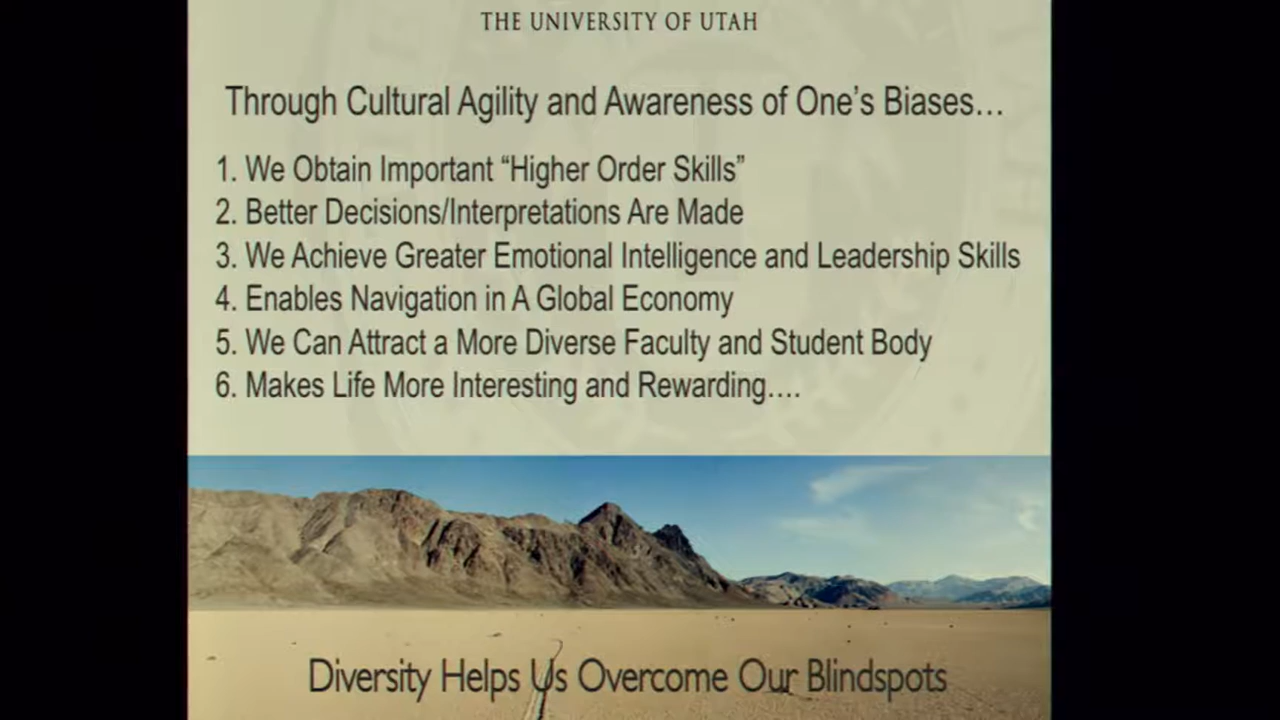 THE UNIVERSITY OF UTAH
Through Cultural Agility and Awareness of One's Biases…
1. We Obtain Important “Higher Order Skills”
2. Better Decisions/Interpretations Are Made
3. We Achieve Greater Emotional Intelligence and Leadership Skills
4. Enables Navigation in A Global Economy
5. We Can Attract a More Diverse Faculty and Student Body
6. Makes Life More Interesting and Rewarding….
Diversity Helps Us Overcome Our Blindspots